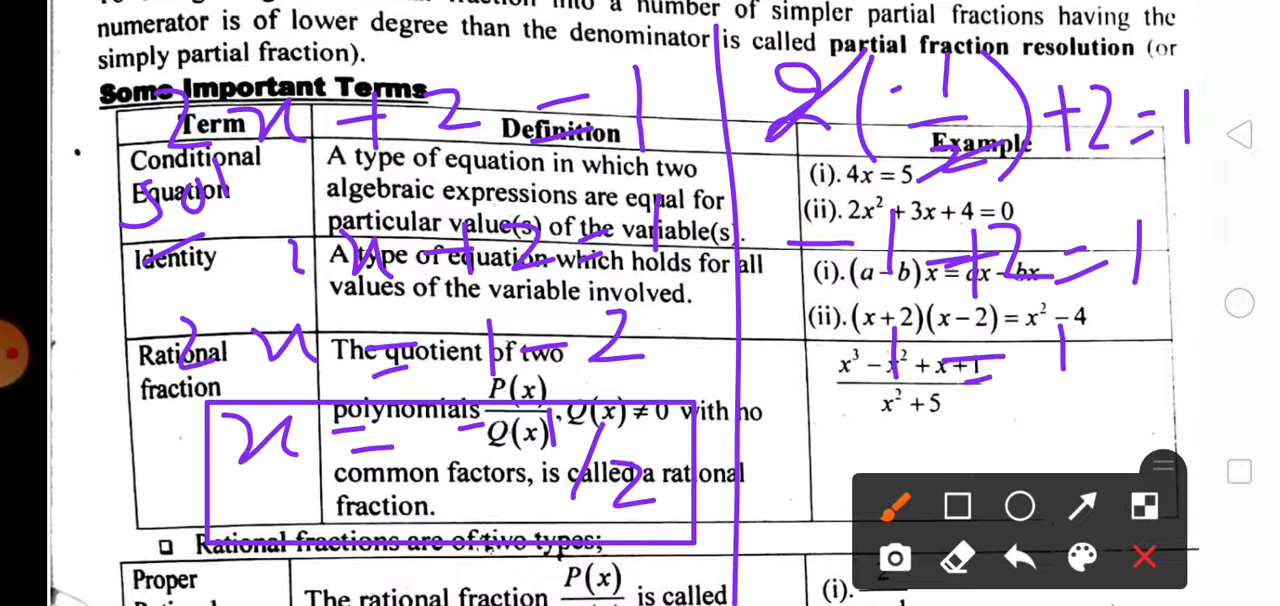 numerator is of lower degree than the denominator is called partial fraction resolution (or
simply partial fraction).
Some Important Terms
Term Definition Example
Conditional Equation
A type of equation in which two
algebraic expressions are equal for
particular value(s) of the variable(s).
(i). 4x = 5
(ii). 2x² + 3x + 4 = 0
Identity
A type of equation which holds for all
values of the variable involved.
(i). (a - b)x = ax - bx
(ii). (x + 2)(x - 2) = x² - 4
Rational fraction
The quotient of two
polynomials P(x)/Q(x), Q(x) ≠ 0 with no
common factors, is called a rational
fraction.
x³ - x² + x + 1
x² + 5
Rational fractions are of two types;
Proper
The rational fraction P(x) is called
(i).
2x + 2 = 1
Sol
2x + 2 = 1
2x = 1 - 2
x = -1/2
2(-1/2) + 2 = 1
-1 + 2 = 1
1 = 1